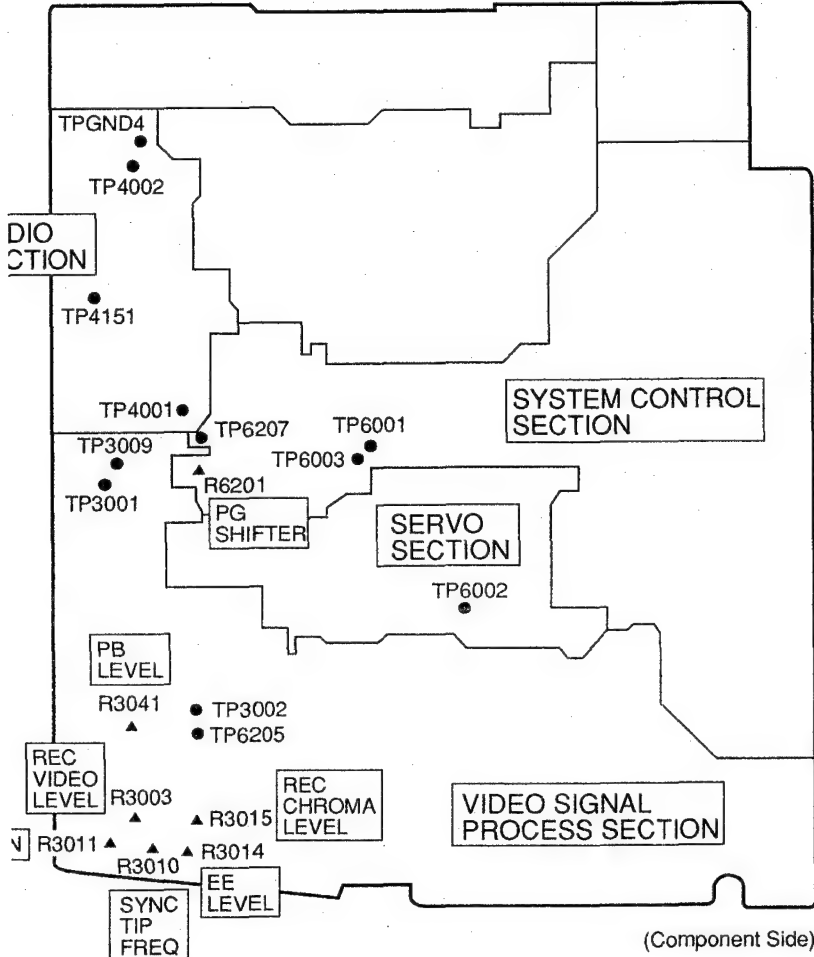 TPGND4
TP4002
DIO
CTION
TP4151
TP4001
SYSTEM CONTROL
SECTION
TP6207
TP6001
TP3009
TP6003
R6201
TP3001
PG
SHIFTER
SERVO
SECTION
TP6002
PB
LEVEL
R3041
TP3002
TP6205
REC
VIDEO
LEVEL
R3003
R3015
REC
CHROMA
LEVEL
VIDEO SIGNAL
PROCESS SECTION
N
R3011
R3010
R3014
EE
LEVEL
SYNC
TIP
FREQ
(Component Side)